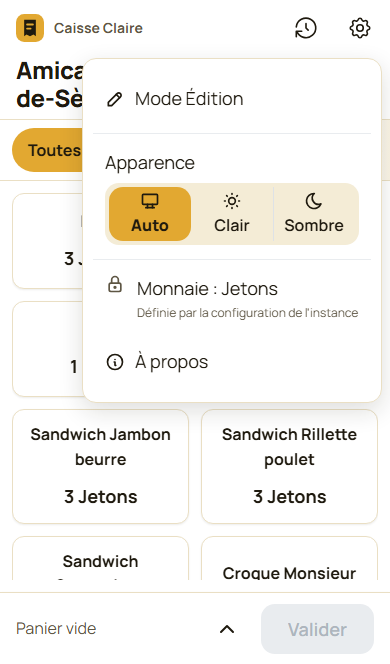 Caisse Claire
Amica
de-Sè
Toutes
Mode Édition
Apparence
Auto
Clair
Sombre
Monnaie : Jetons
Définie par la configuration de l'instance
À propos
3 J
1
Sandwich Jambon
beurre
3 Jetons
Sandwich Rillette
poulet
3 Jetons
Sandwich
Croque Monsieur
Panier vide
Valider